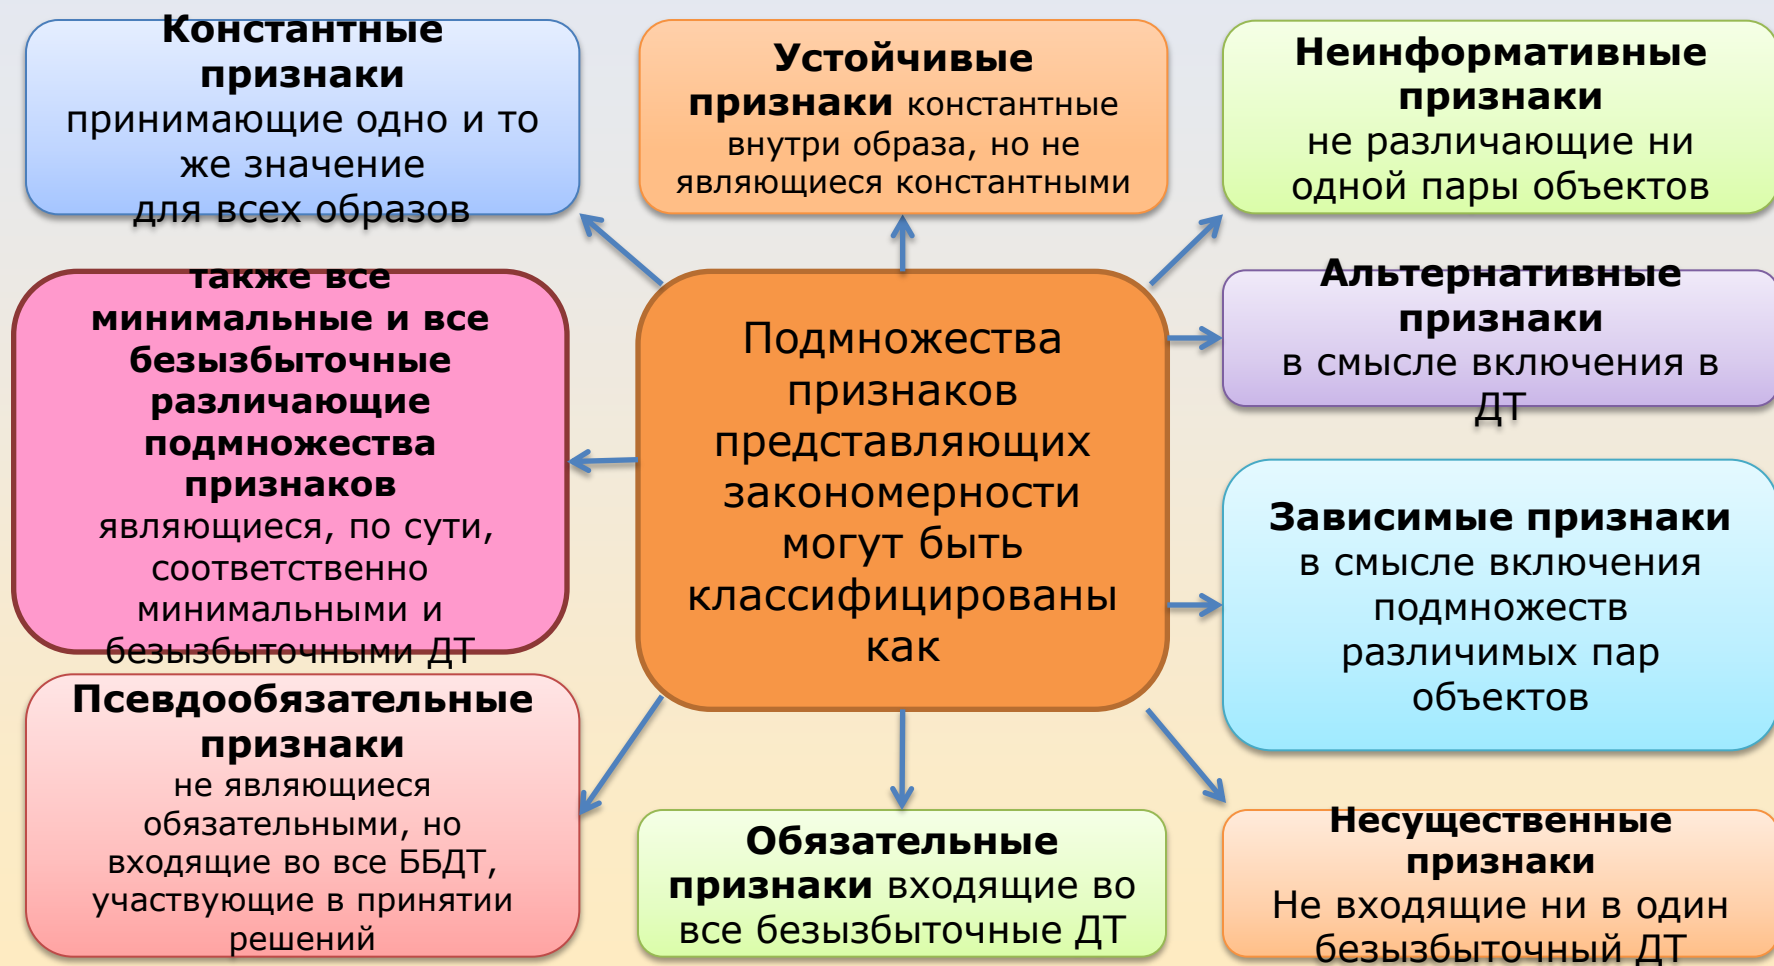 Константные
признаки
принимающие одно и то
же значение
для всех образов
Устойчивые
признаки константные
внутри образа, но не
являющиеся константными
Неинформативные
признаки
не различающие ни
одной пары объектов
также все
минимальные и все
безызбыточные
различающие
подмножества
признаков
являющиеся, по сути,
соответственно
минимальными и
безызбыточными ДТ
Подмножества
признаков
представляющих
закономерности
могут быть
классифицированы
как
Альтернативные
признаки
в смысле включения в
ДТ
Зависимые признаки
в смысле включения
подмножеств
различимых пар
объектов
Псевдообязательные
признаки
не являющиеся
обязательными, но
входящие во все ББДТ,
участвующие в принятии
решений
Обязательные
признаки входящие во
все безызбыточные ДТ
Несущественные
признаки
Не входящие ни в один
безызбыточный ДТ